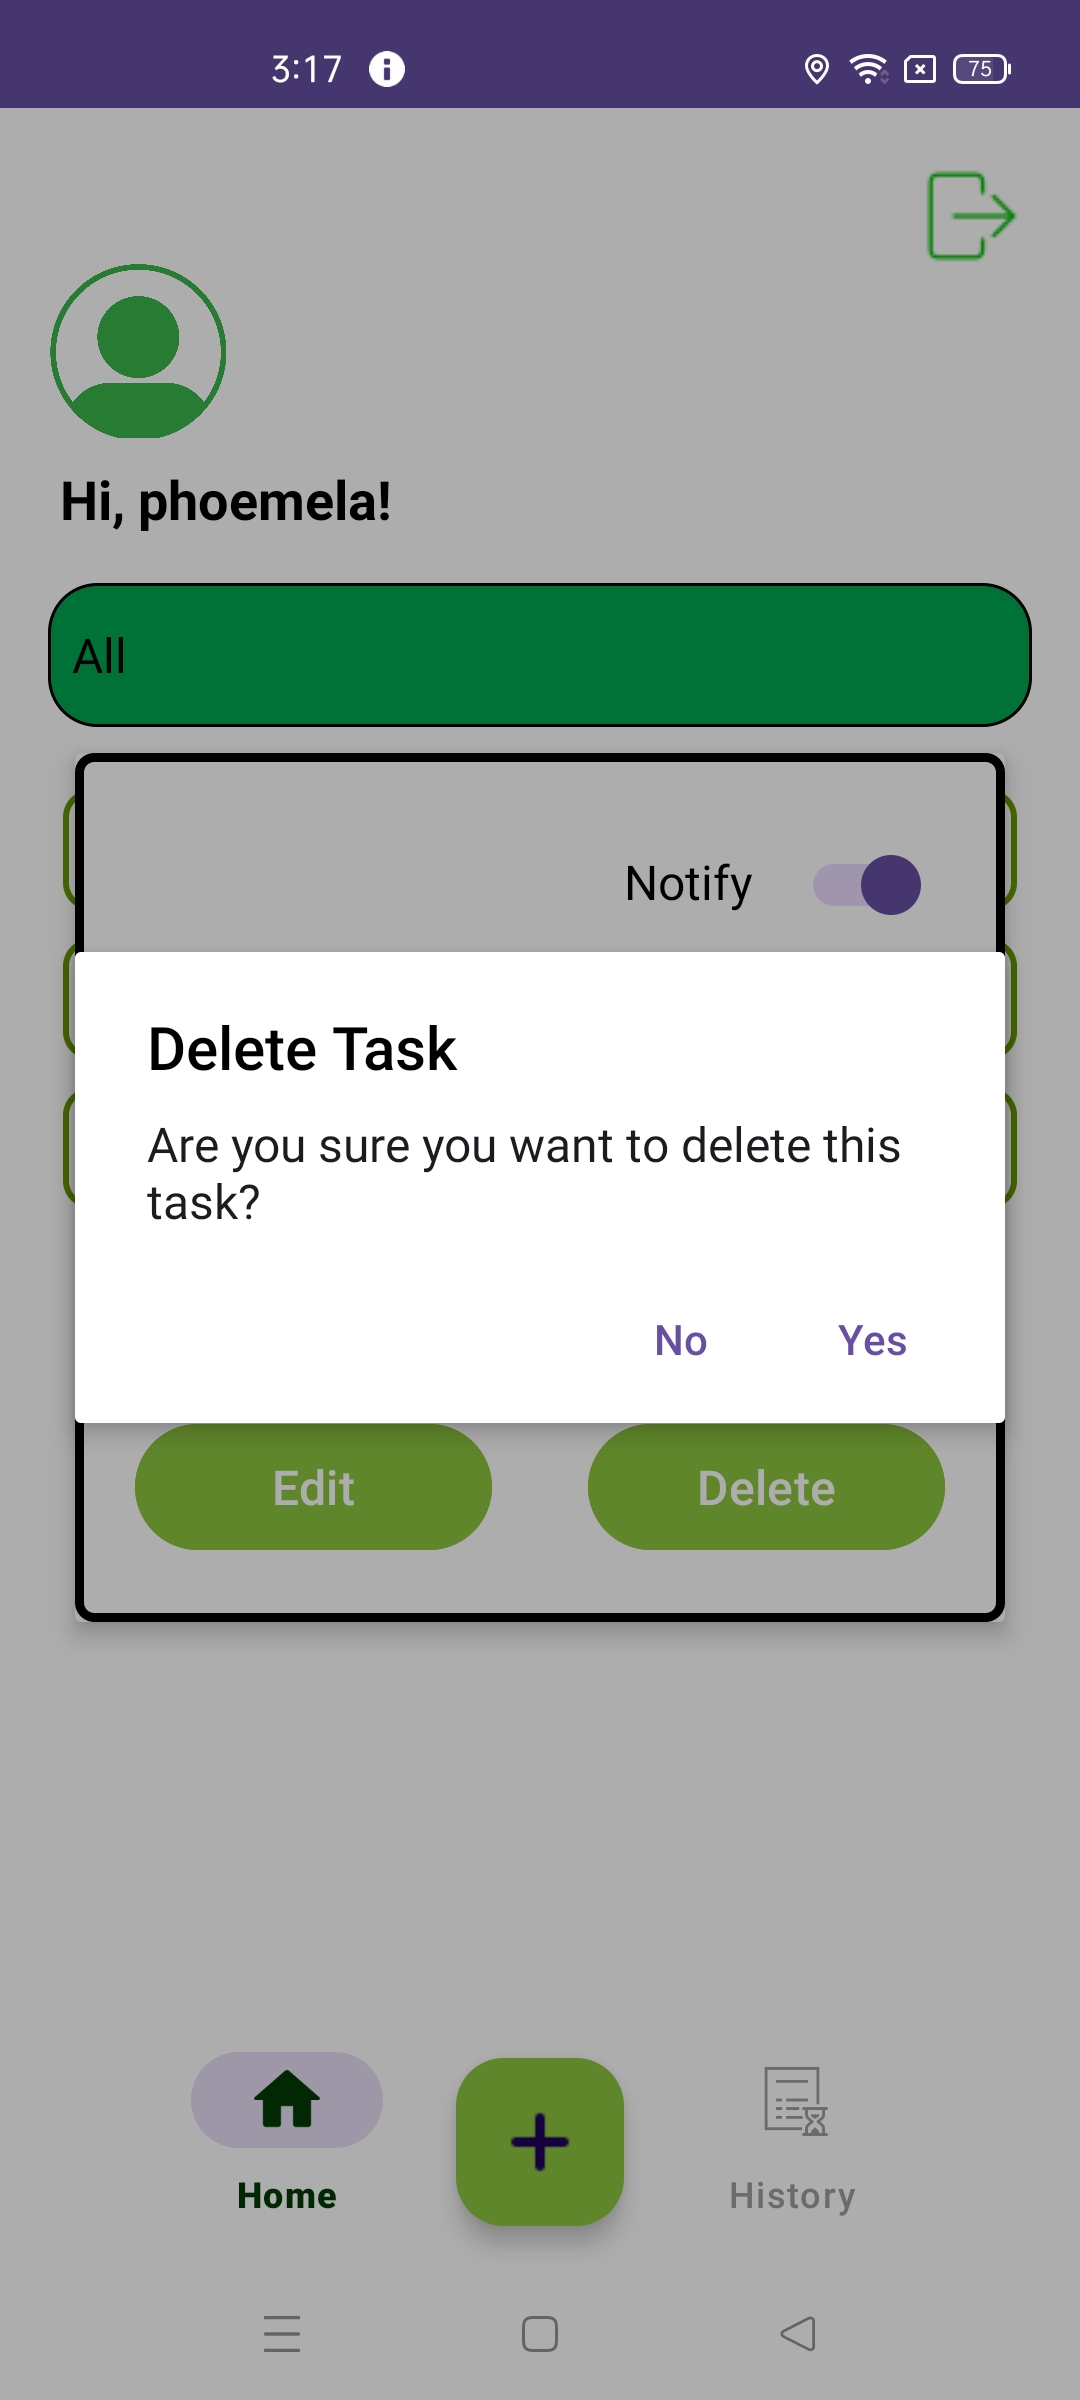 3:17
75
Hi, phoemela!
All
Notify
Delete Task
Are you sure you want to delete this
task?
No Yes
Edit Delete
Home History